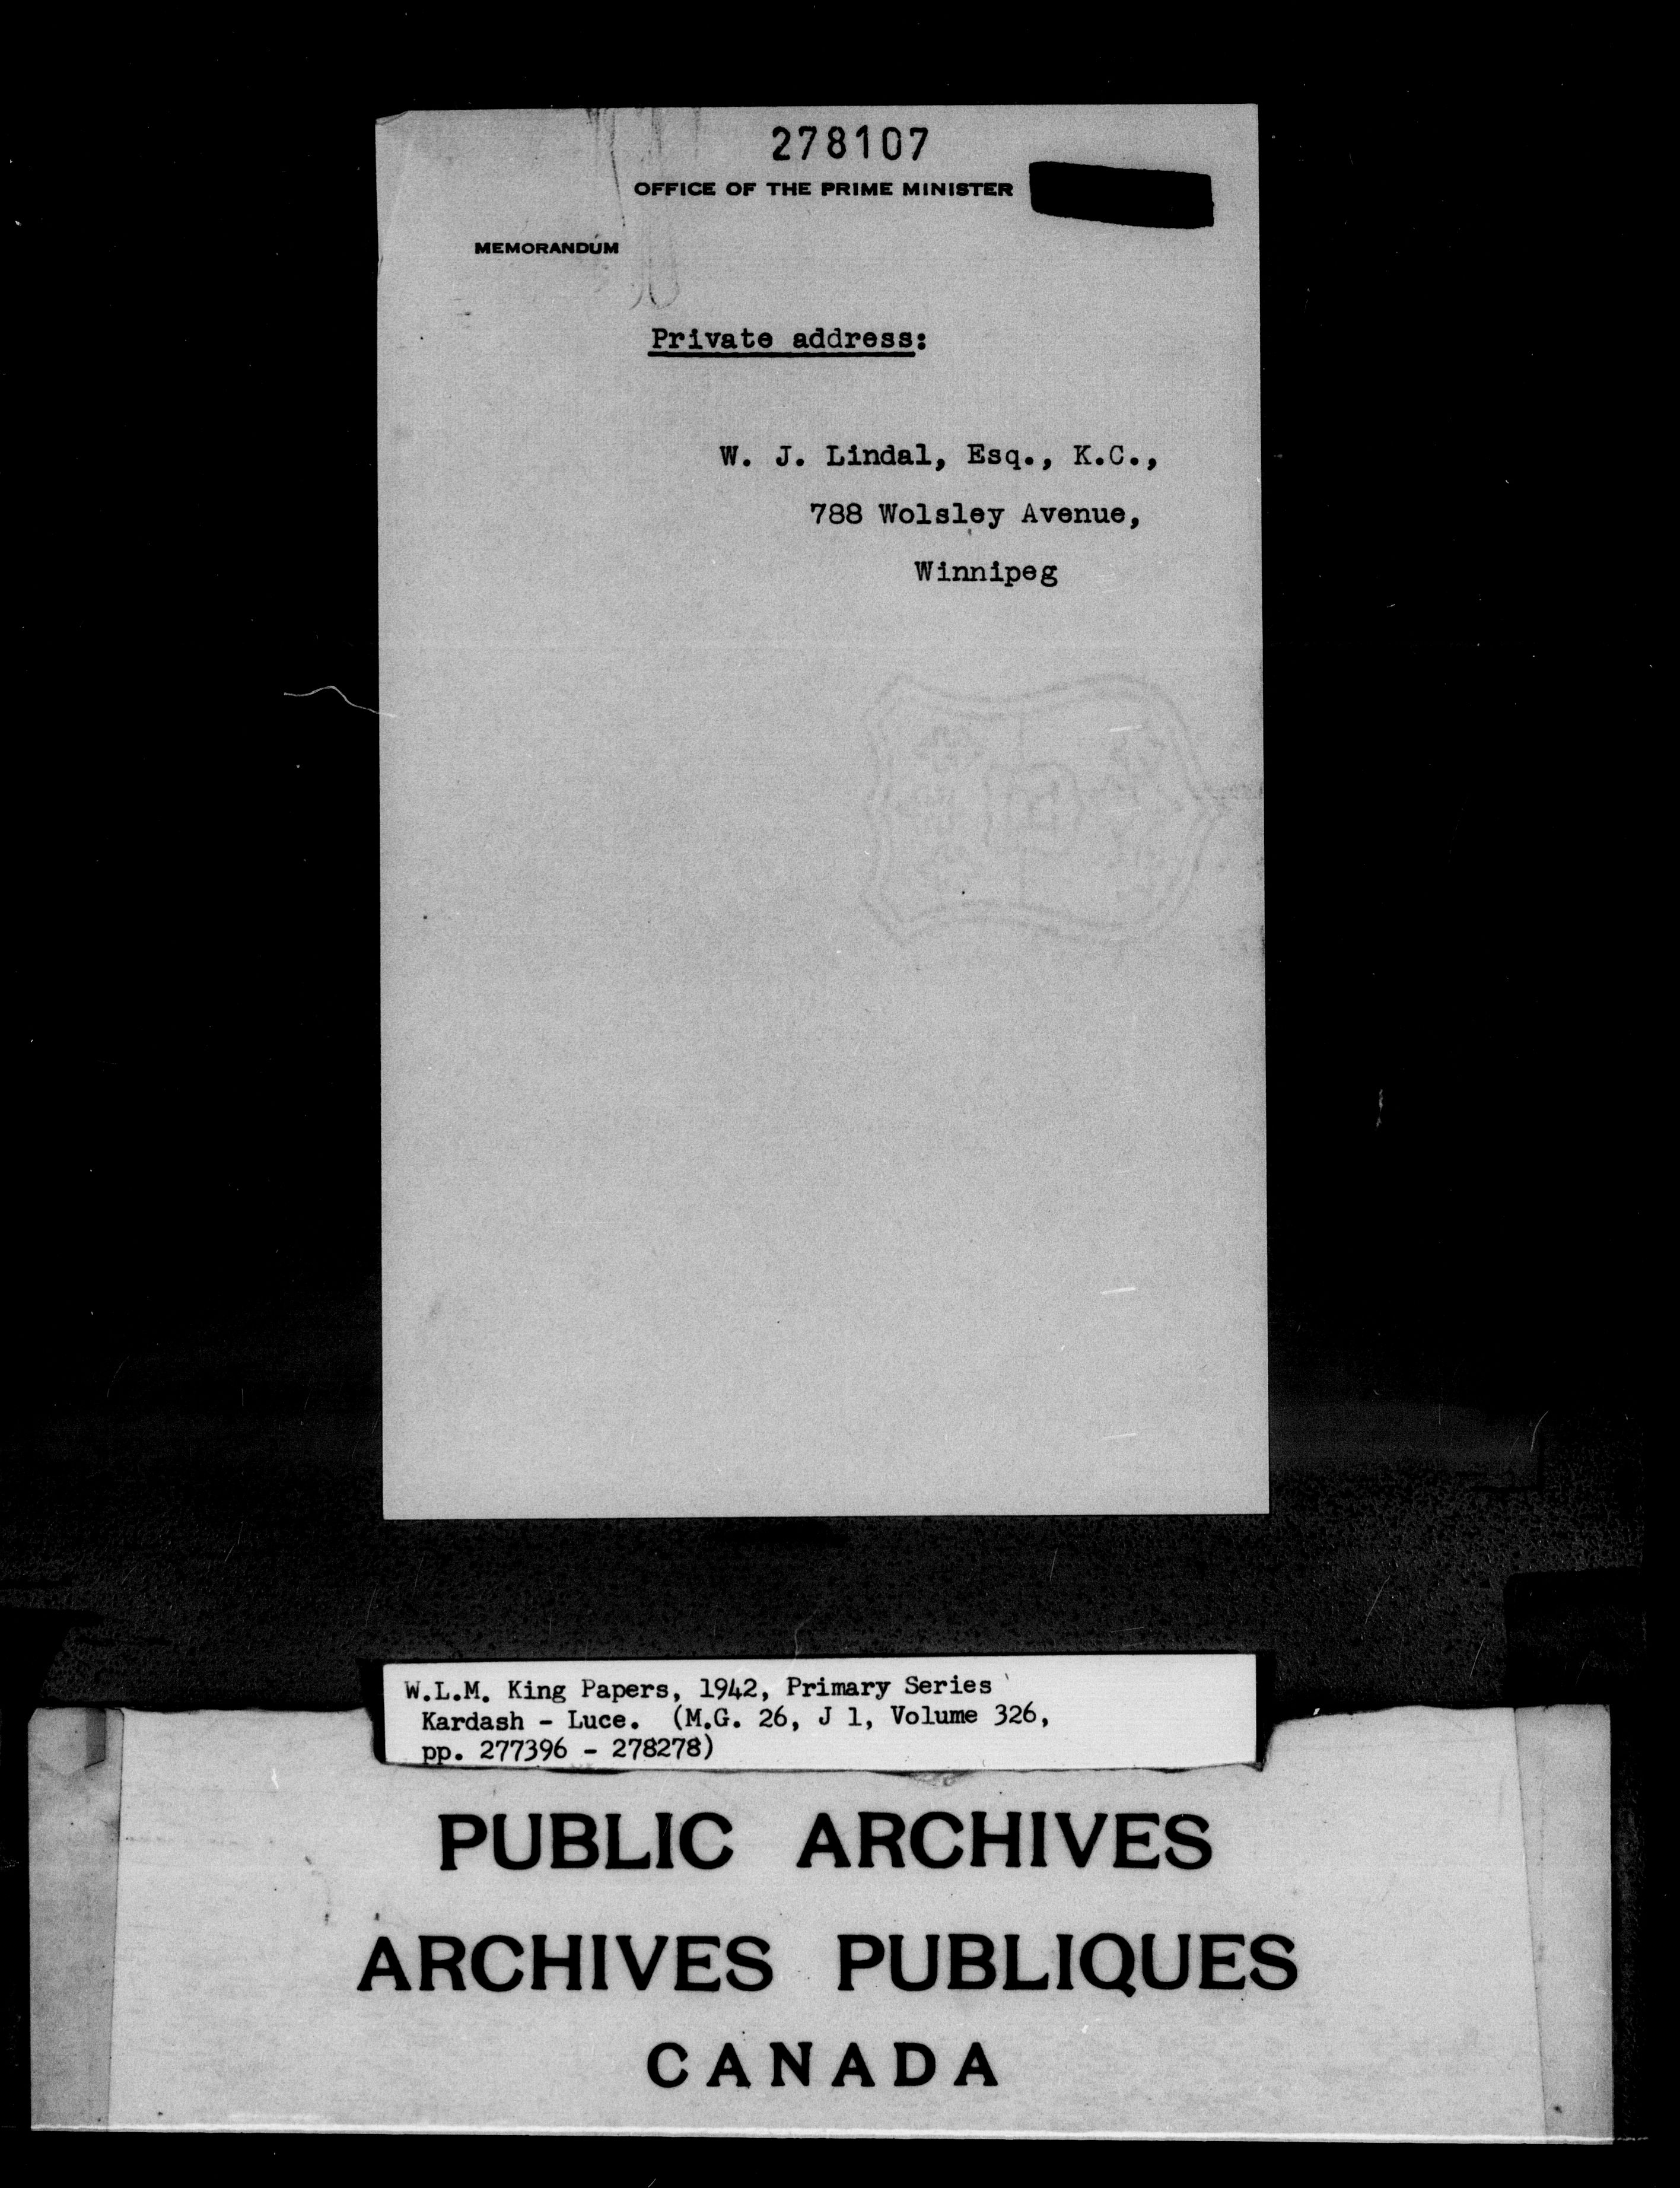 278107
OFFICE OF THE PRIME MINISTER
MEMORANDUM
Private address:
W. J. Lindal, Esq., K.C.,
788 Wolsley Avenue,
Winnipeg
W.L.M. King Papers, 1942, Primary Series
Kardash - Luce. (M.G. 26, J 1, Volume 326,
pp. 277396 - 278278)
PUBLIC ARCHIVES
ARCHIVES PUBLIQUES
CANADA